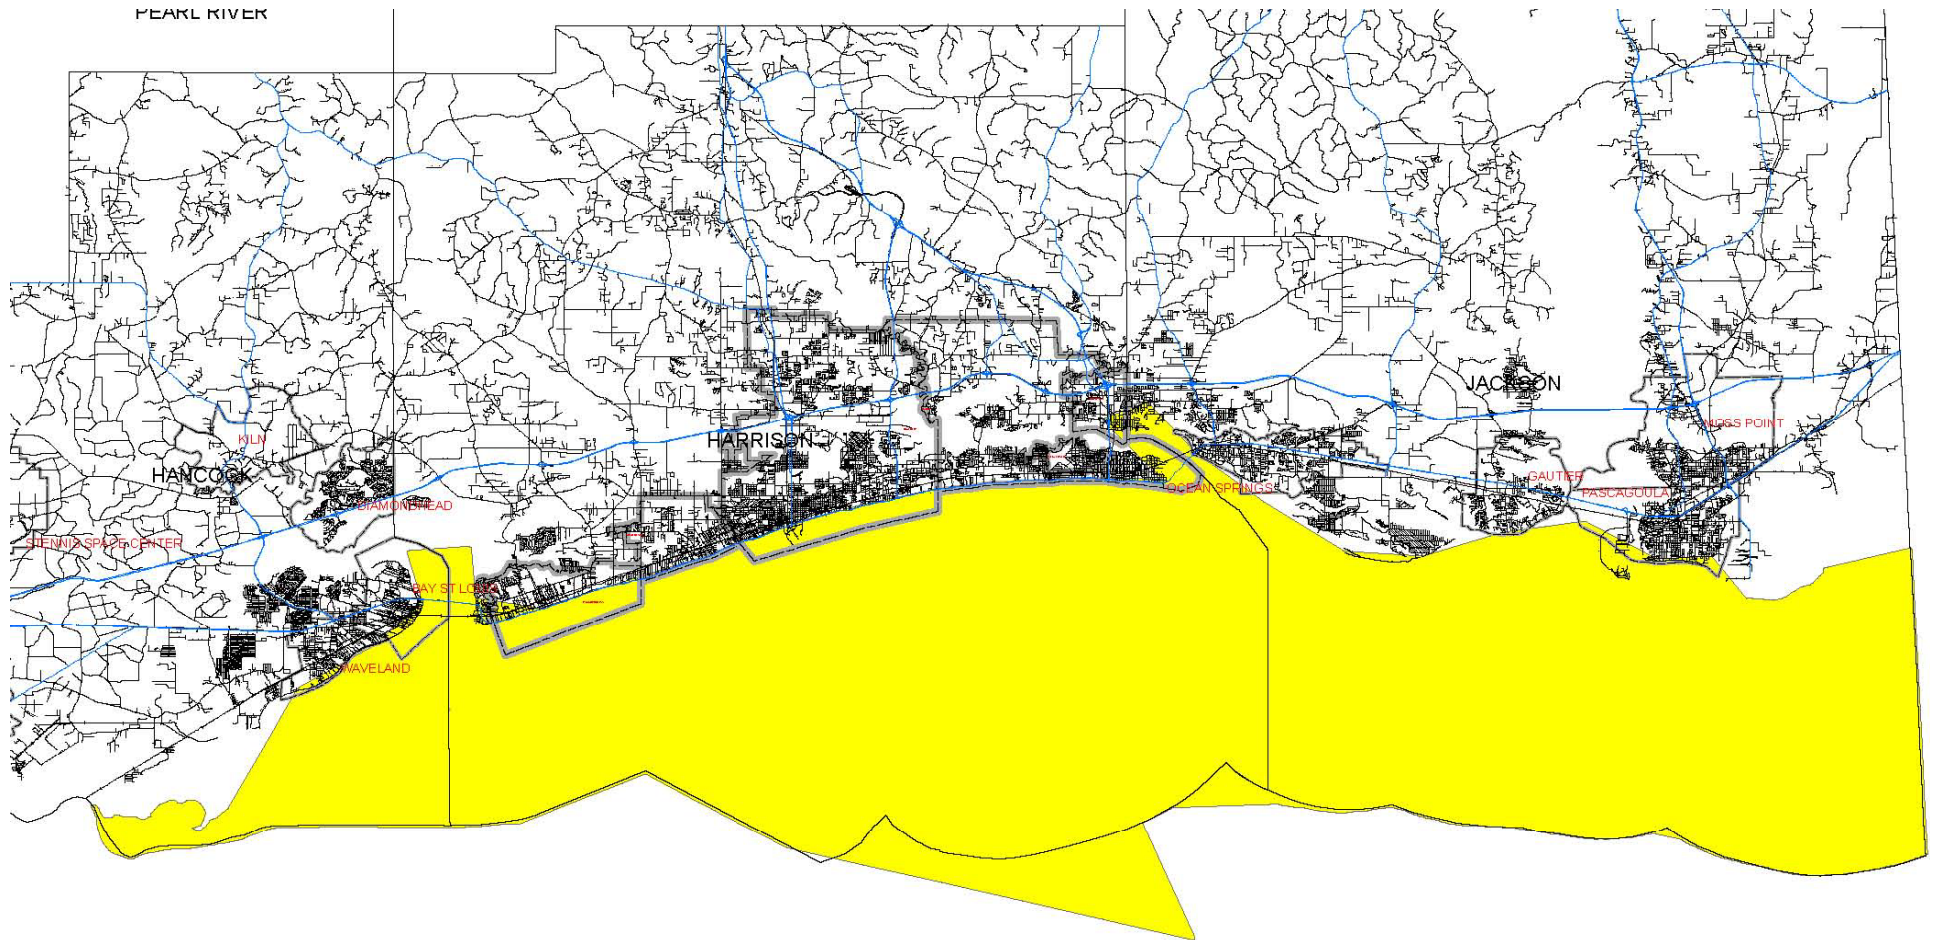 PEARL RIVER
JACKSON
MOSS POINT
KILN
HARRISON
HANCOCK
GAUTIER
OCEAN SPRINGS
PASCAGOULA
DIAMONDHEAD
STENNIS SPACE CENTER
BAY ST LOUIS
WAVELAND